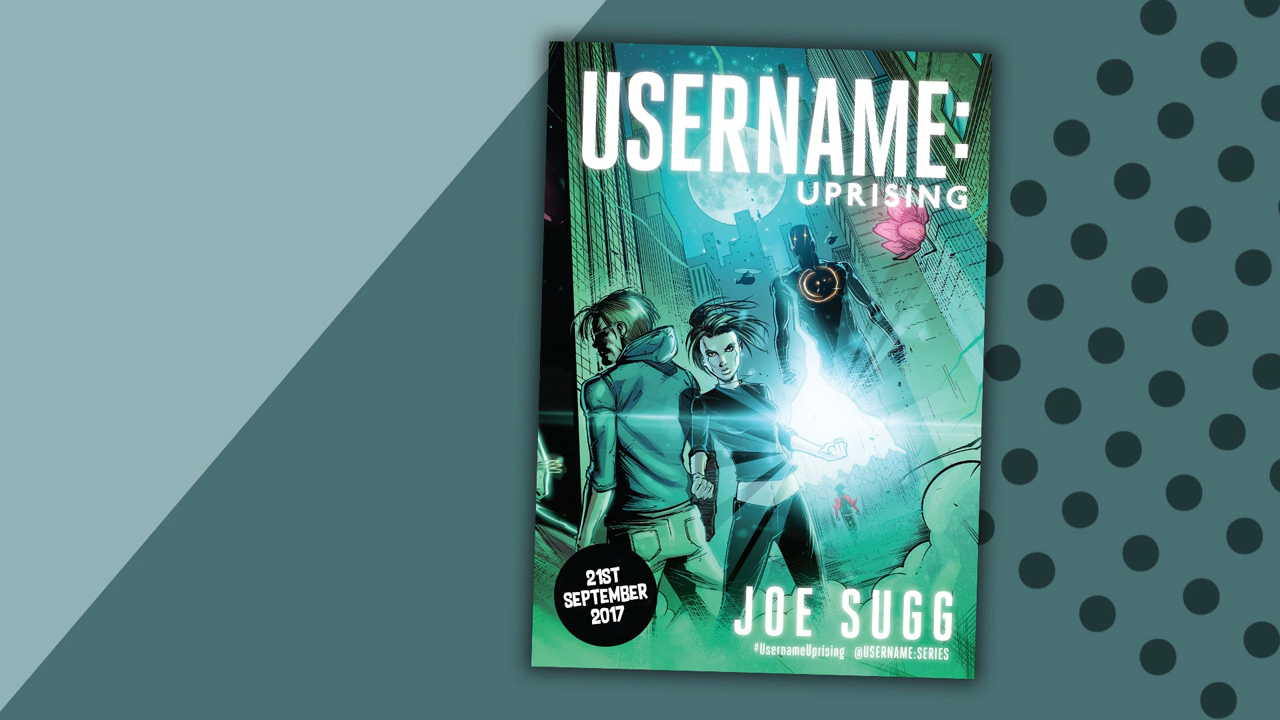 USERNAME:
UPRISING
21ST
SEPTEMBER
2017
JOE SUGG
#UsernameUprising @USERNAME:SERIES